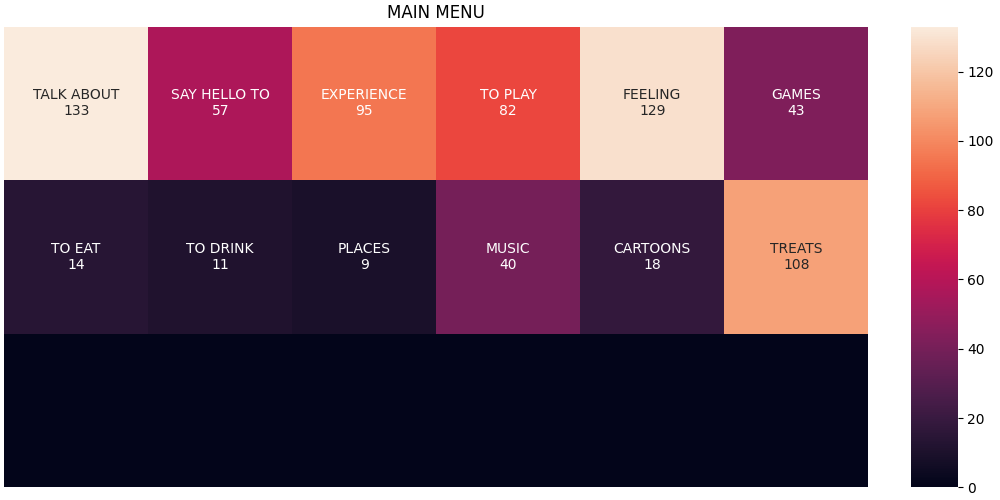 MAIN MENU
TALK ABOUT
133
SAY HELLO TO
57
EXPERIENCE
95
TO PLAY
82
FEELING
129
GAMES
43
TO EAT
14
TO DRINK
11
PLACES
9
MUSIC
40
CARTOONS
18
TREATS
108
120
100
80
60
40
20
0